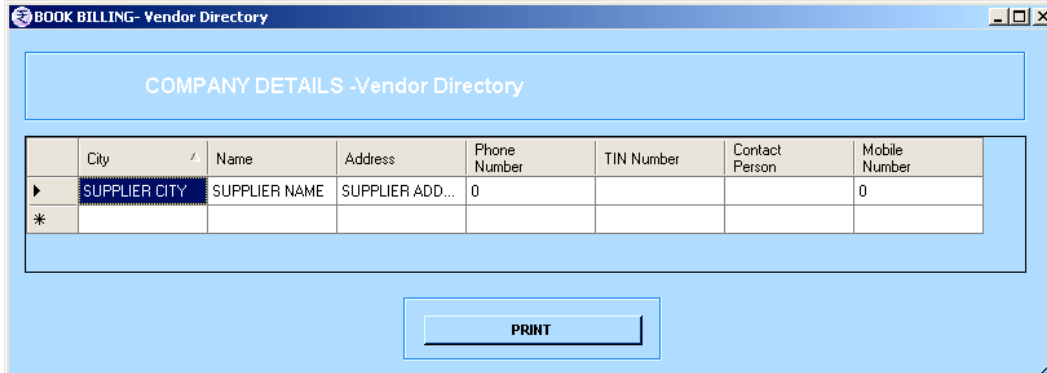 BOOK BILLING- Vendor Directory
COMPANY DETAILS -Vendor Directory
City Name Address Phone Number TIN Number Contact Person Mobile Number
SUPPLIER CITY SUPPLIER NAME SUPPLIER ADD... 0 0
PRINT